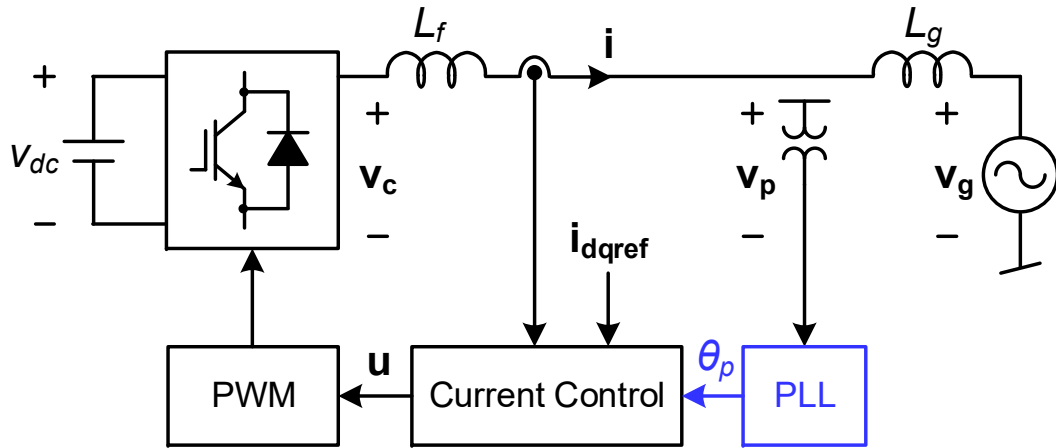 L_f
i
L_g
+
v_dc
−
+
v_c
−
+
v_p
−
+
v_g
−
i_dqref
PWM
u
Current Control
θ_p
PLL